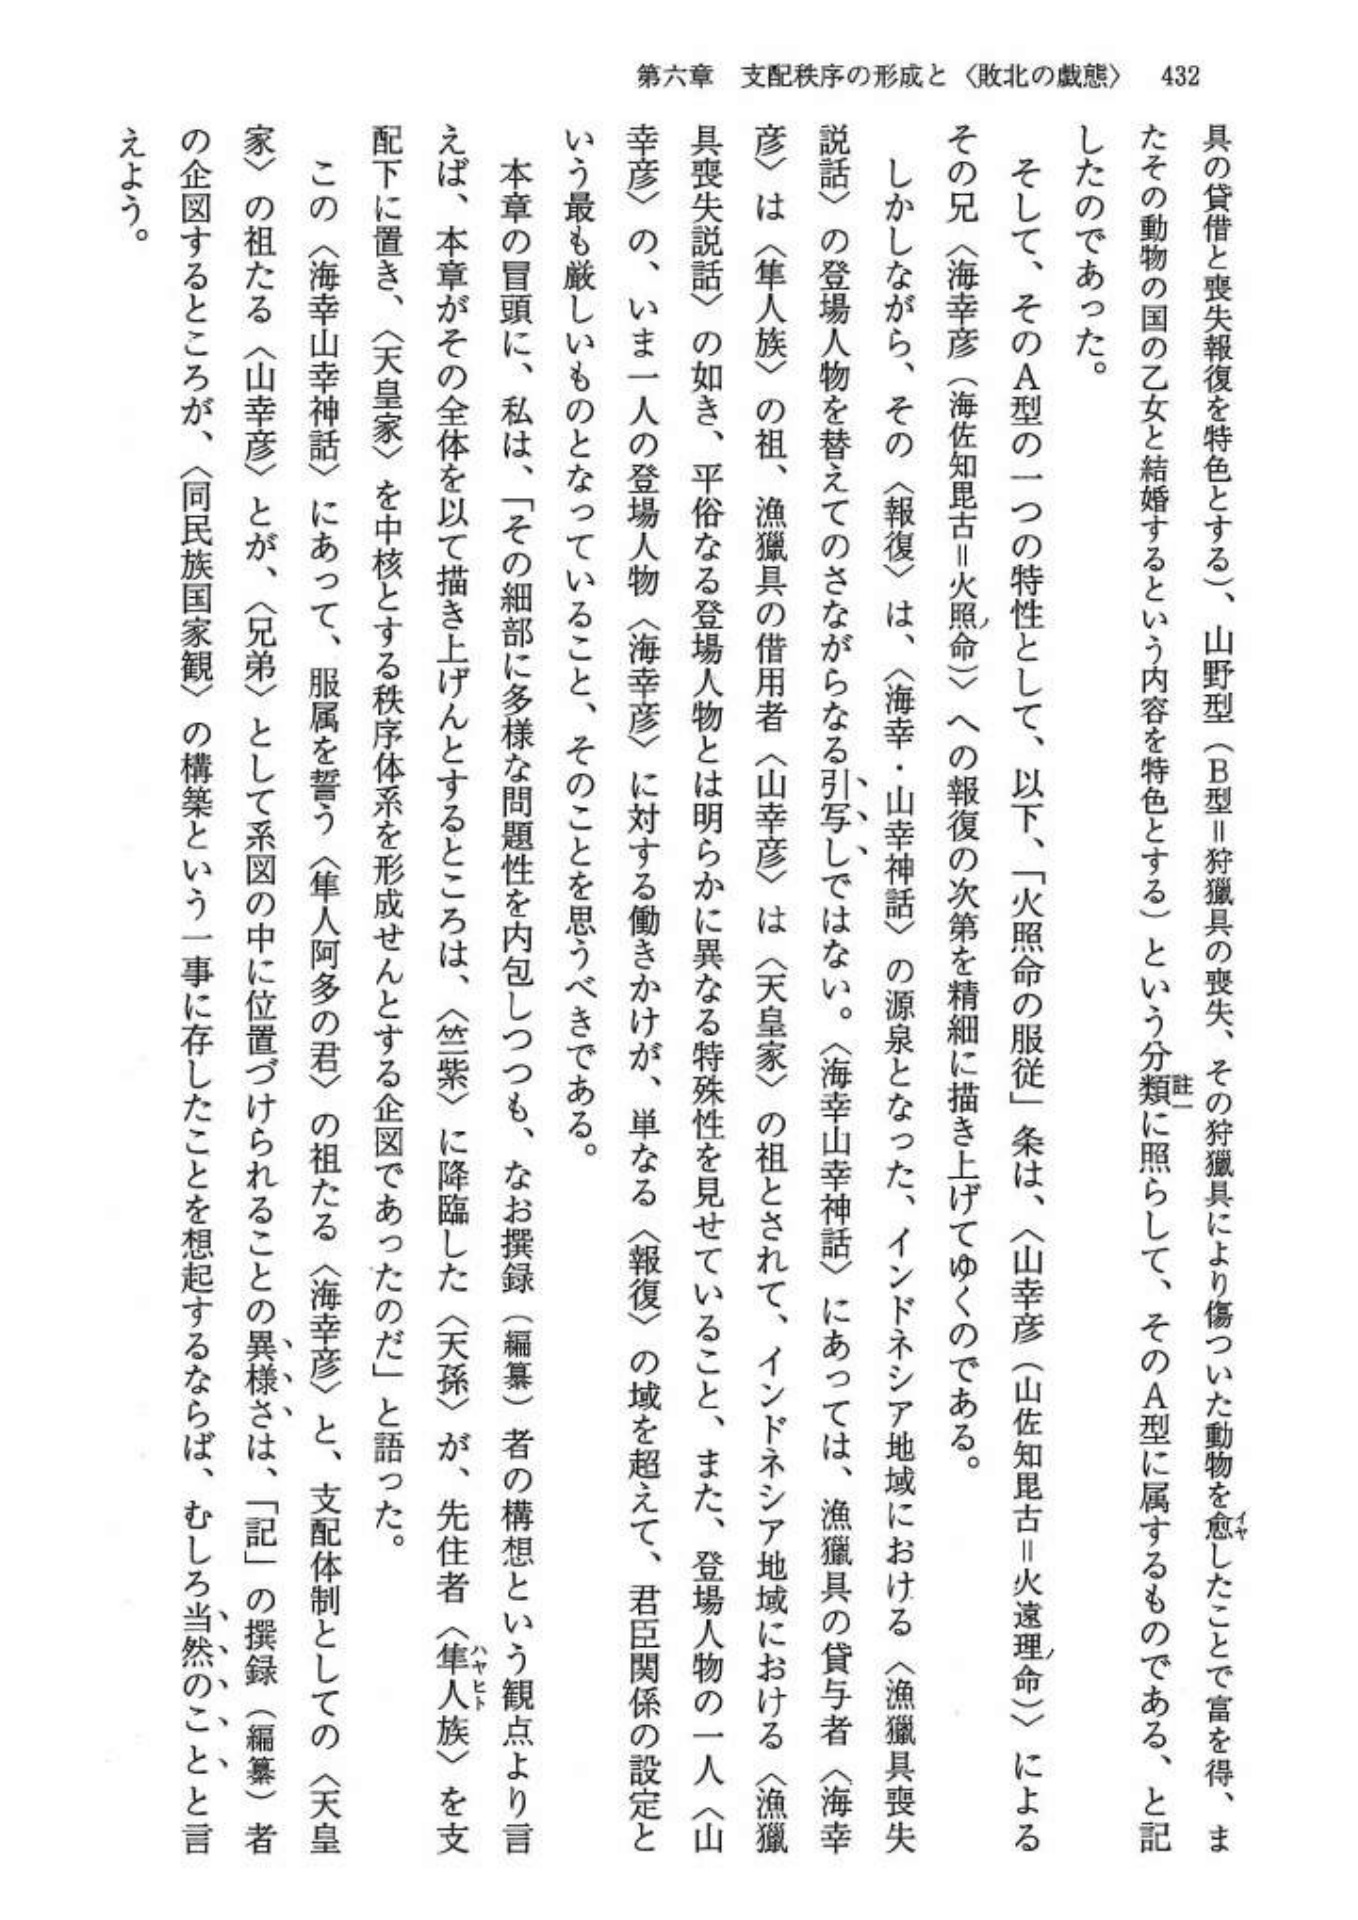 第六章　支配秩序の形成と〈敗北の戯態〉　432
具の貸借と喪失報復を特色とする）、山野型（B型＝狩獵具の喪失、その狩獵具により傷ついた動物を愈イヤしたことで富を得、ま
たその動物の国の乙女と結婚するという内容を特色とする）という分類註一に照らして、そのA型に属するものである、と記
したのであった。
　そして、そのA型の一つの特性として、以下、「火照命の服従」条は、〈山幸彦（山佐知毘古＝火遠理ノ命）〉による
その兄〈海幸彦（海佐知毘古＝火照ノ命）〉への報復の次第を精細に描き上げてゆくのである。
　しかしながら、その〈報復〉は、〈海幸・山幸神話〉の源泉となった、インドネシア地域における〈漁獵具喪失
説話〉の登場人物を替えてのさながらなる引写しではない。〈海幸山幸神話〉にあっては、漁獵具の貸与者〈海幸
彦〉は〈隼人族〉の祖、漁獵具の借用者〈山幸彦〉は〈天皇家〉の祖とされて、インドネシア地域における〈漁獵
具喪失説話〉の如き、平俗なる登場人物とは明らかに異なる特殊性を見せていること、また、登場人物の一人〈山
幸彦〉の、いま一人の登場人物〈海幸彦〉に対する働きかけが、単なる〈報復〉の域を超えて、君臣関係の設定と
いう最も厳しいものとなっていること、そのことを思うべきである。
　本章の冒頭に、私は、「その細部に多様な問題性を内包しつつも、なお撰録（編纂）者の構想という観点より言
えば、本章がその全体を以て描き上げんとするところは、〈竺紫〉に降臨した〈天孫〉が、先住者〈隼人ハヤヒト族〉を支
配下に置き、〈天皇家〉を中核とする秩序体系を形成せんとする企図であったのだ」と語った。
　この〈海幸山幸神話〉にあって、服属を誓う〈隼人阿多の君〉の祖たる〈海幸彦〉と、支配体制としての〈天皇
家〉の祖たる〈山幸彦〉とが、〈兄弟〉として系図の中に位置づけられることの異様さは、「記」の撰録（編纂）者
の企図するところが、〈同民族国家観〉の構築という一事に存したことを想起するならば、むしろ当然のことと言
えよう。